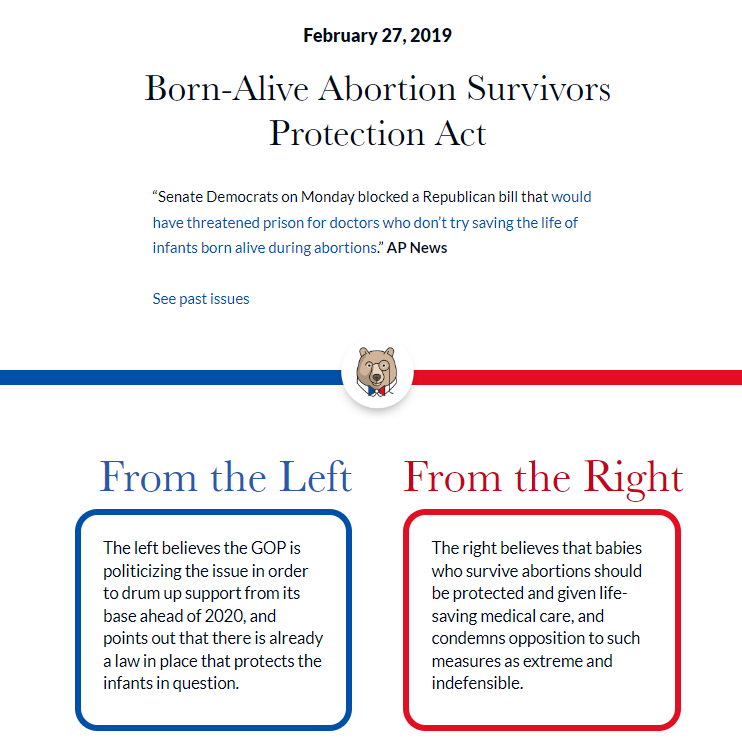 February 27, 2019
Born-Alive Abortion Survivors
Protection Act
“Senate Democrats on Monday blocked a Republican bill that would
have threatened prison for doctors who don’t try saving the life of
infants born alive during abortions.” AP News
See past issues
From the Left
The left believes the GOP is
politicizing the issue in order
to drum up support from its
base ahead of 2020, and
points out that there is already
a law in place that protects the
infants in question.
From the Right
The right believes that babies
who survive abortions should
be protected and given life-
saving medical care, and
condemns opposition to such
measures as extreme and
indefensible.